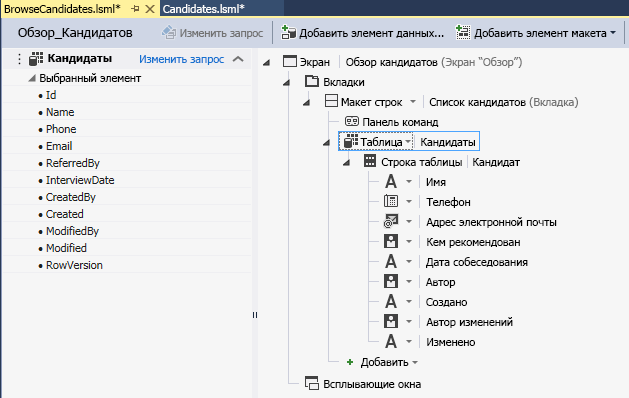 BrowseCandidates.lsml* Candidates.lsml*
Обзор_Кандидатов Изменить запрос Добавить элемент данных... Добавить элемент макета
Кандидаты Изменить запрос
Выбранный элемент
Id
Name
Phone
Email
ReferredBy
InterviewDate
CreatedBy
Created
ModifiedBy
Modified
RowVersion
Экран Обзор кандидатов (Экран "Обзор")
Вкладки
Макет строк Список кандидатов (Вкладка)
Панель команд
Таблица Кандидаты
Строка таблицы Кандидат
Имя
Телефон
Адрес электронной почты
Кем рекомендован
Дата собеседования
Автор
Создано
Автор изменений
Изменено
Добавить
Всплывающие окна